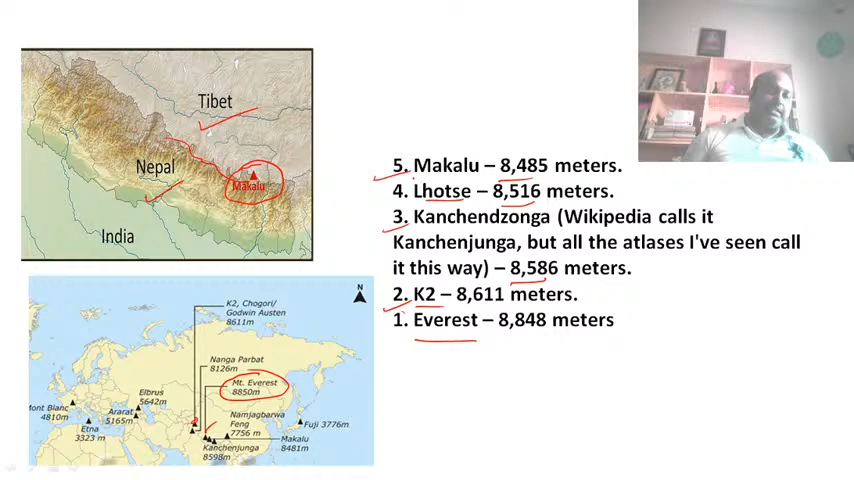 Tibet
Nepal
Makalu
India
5. Makalu – 8,485 meters.
4. Lhotse – 8,516 meters.
3. Kanchendzonga (Wikipedia calls it
Kanchenjunga, but all the atlases I've seen call
it this way) – 8,586 meters.
2. K2 – 8,611 meters.
1. Everest – 8,848 meters
N
K2, Chogori/
Godwin Austen
8611m
Nanga Parbat
8126m
Mt. Everest
8850m
Elbrus
5642m
Mont Blanc
4810m
Ararat
5165m
Etna
3323 m
Namjagbarwa
Feng
7756 m
Fuji 3776m
Makalu
8481m
Kanchenjunga
8598m